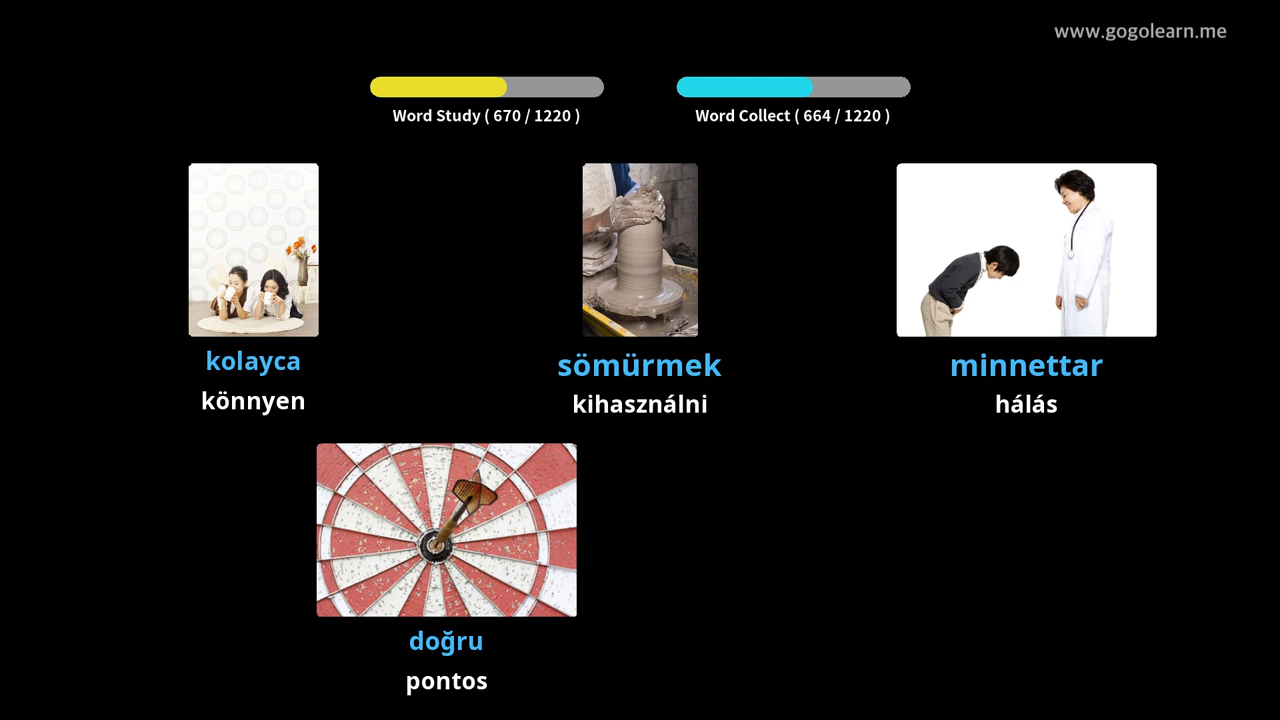 www.gogolearn.me
Word Study ( 670 / 1220 )
Word Collect ( 664 / 1220 )
kolayca
könnyen
sömürmek
kihasználni
minnettar
hálás
doğru
pontos